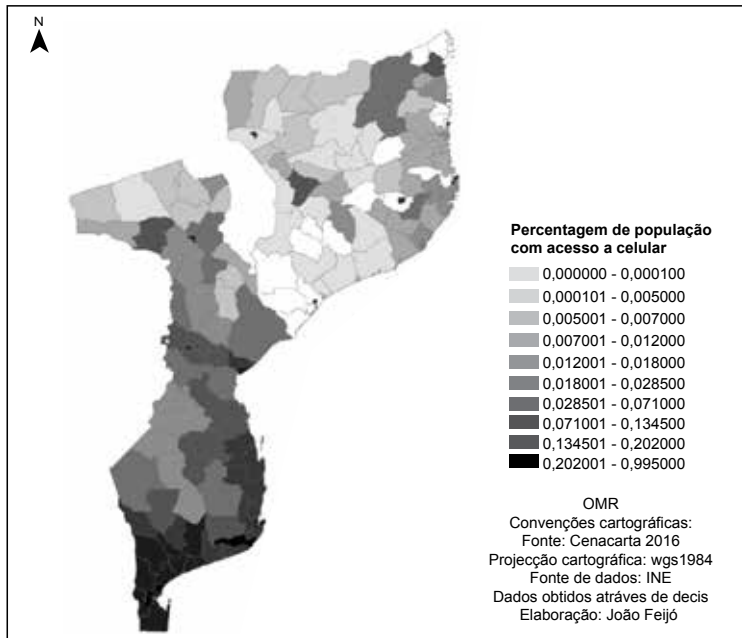 N
Percentagem de população
com acesso a celular
0,000000 - 0,000100
0,000101 - 0,005000
0,005001 - 0,007000
0,007001 - 0,012000
0,012001 - 0,018000
0,018001 - 0,028500
0,028501 - 0,071000
0,071001 - 0,134500
0,134501 - 0,202000
0,202001 - 0,995000
OMR
Convenções cartográficas:
Fonte: Cenacarta 2016
Projecção cartográfica: wgs1984
Fonte de dados: INE
Dados obtidos atráves de decis
Elaboração: João Feijó